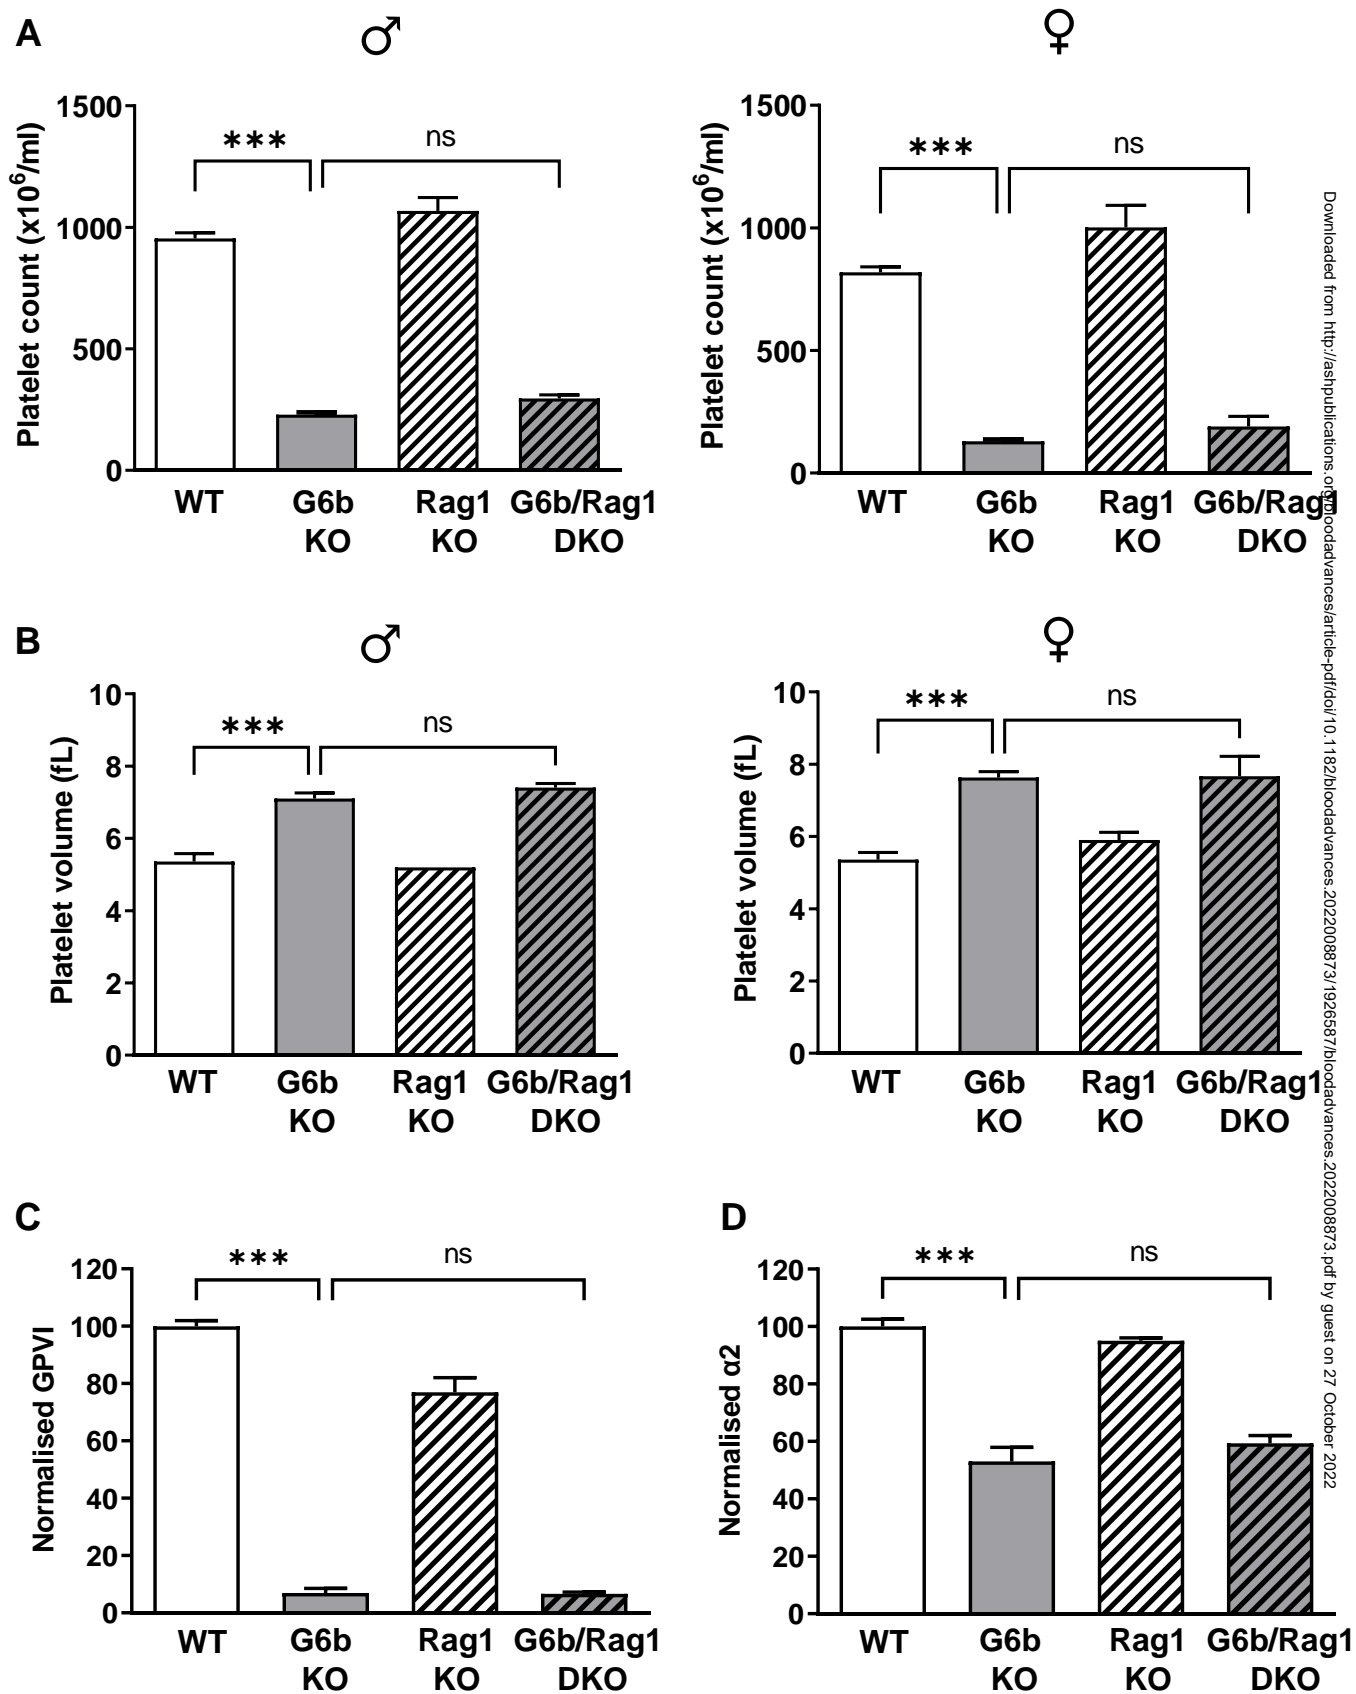 A
♂
♀
1500
1000
500
0
Platelet count (x10⁶/ml)
***
ns
WT
G6b
KO
Rag1
KO
G6b/Rag1
DKO
1500
1000
500
0
Platelet count (x10⁶/ml)
***
ns
WT
G6b
KO
Rag1
KO
G6b/Rag1
DKO
B
♂
♀
10
8
6
4
2
0
Platelet volume (fL)
***
ns
WT
G6b
KO
Rag1
KO
G6b/Rag1
DKO
10
8
6
4
2
0
Platelet volume (fL)
***
ns
WT
G6b
KO
Rag1
KO
G6b/Rag1
DKO
C
120
100
80
60
40
20
0
Normalised GPVI
***
ns
WT
G6b
KO
Rag1
KO
G6b/Rag1
DKO
D
120
100
80
60
40
20
0
Normalised α2
***
ns
WT
G6b
KO
Rag1
KO
G6b/Rag1
DKO
Downloaded from http://ashpublications.org/bloodadvances/article-pdf/doi/10.1182/bloodadvances.2022008873/1926587/bloodadvances.2022008873.pdf by guest on 27 October 2022